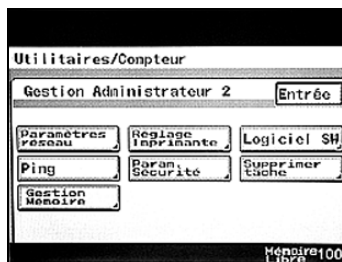 Utilitaires/Compteur
Gestion Administrateur 2
Entrée
Paramètres réseau
Réglage Imprimante
Logiciel SW
Ping
Param. Sécurité
Supprimer tâche
Gestion Mémoire
Mémoire Libre 100